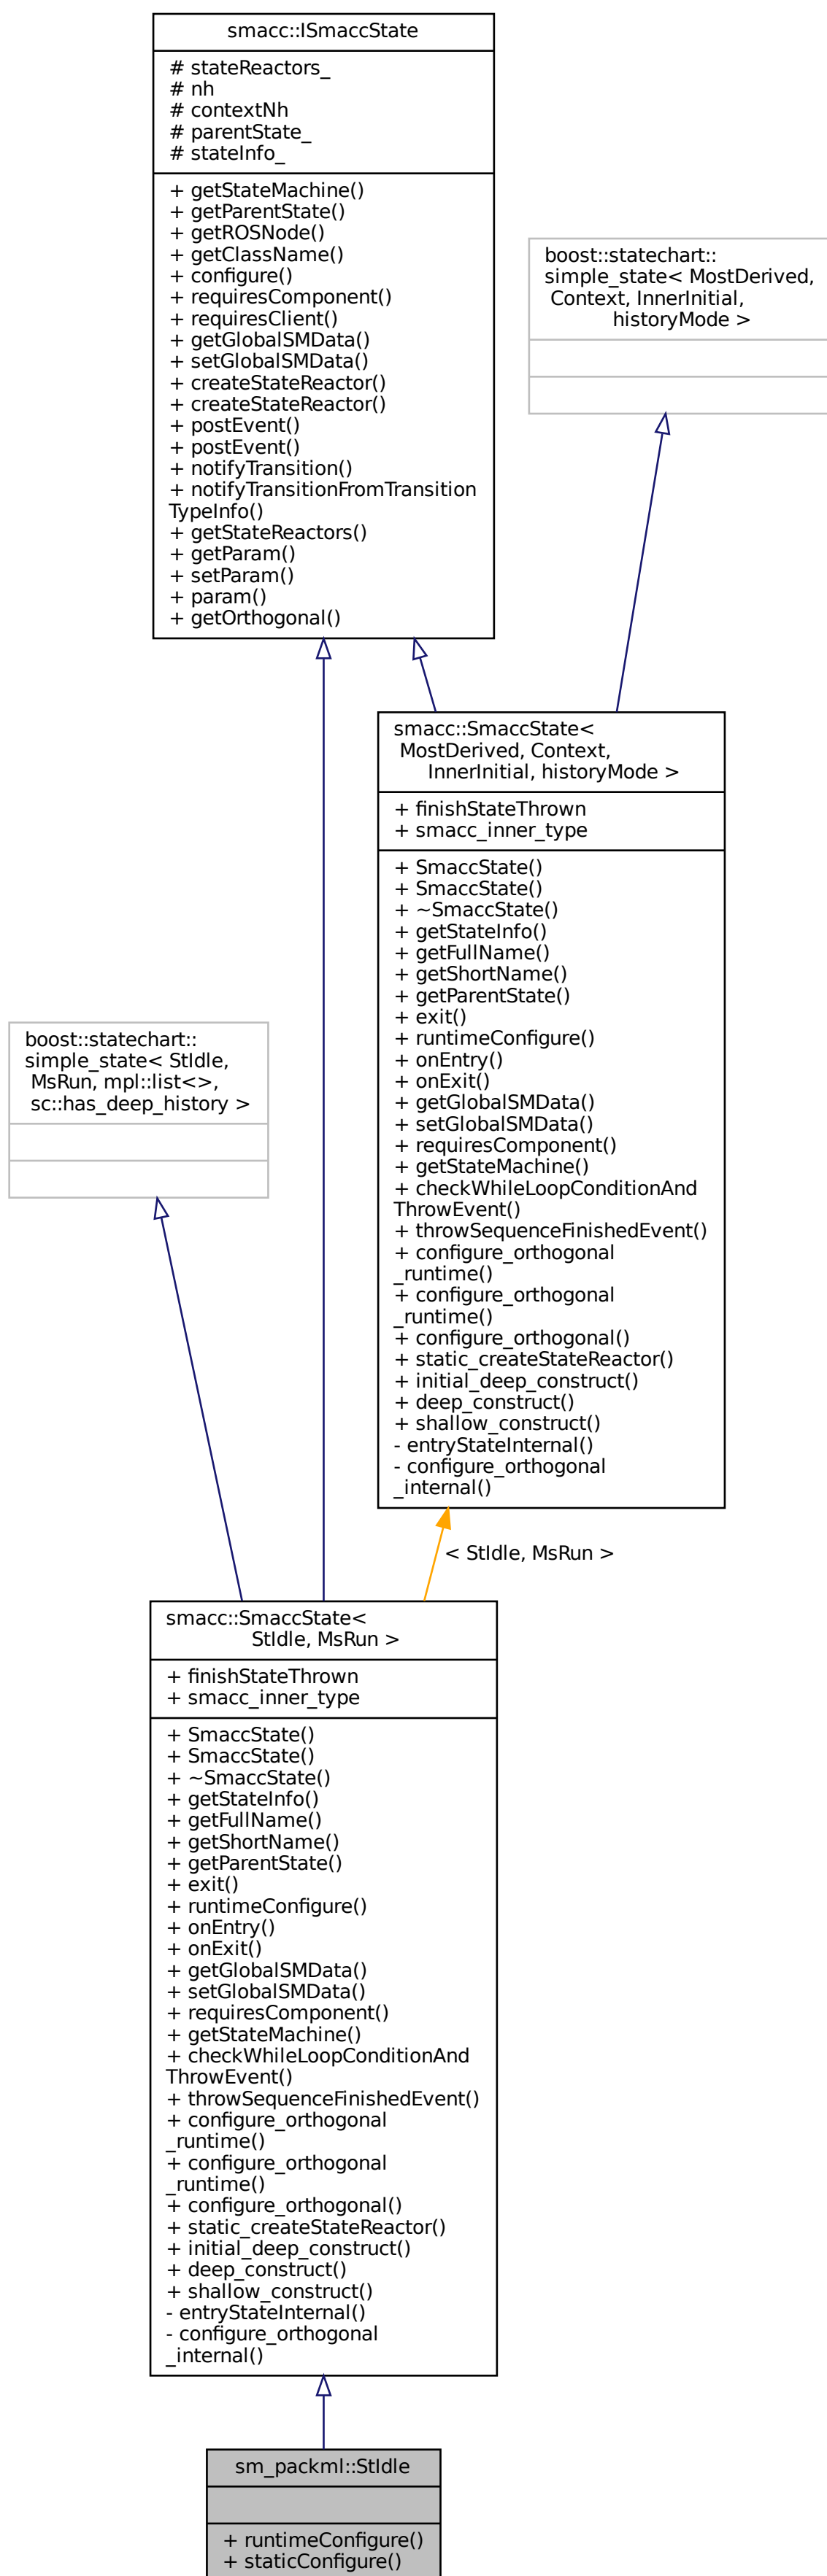 smacc::ISmaccState
# stateReactors_
# nh
# contextNh
# parentState_
# stateInfo_
+ getStateMachine()
+ getParentState()
+ getROSNode()
+ getClassName()
+ configure()
+ requiresComponent()
+ requiresClient()
+ getGlobalSMData()
+ setGlobalSMData()
+ createStateReactor()
+ createStateReactor()
+ postEvent()
+ postEvent()
+ notifyTransition()
+ notifyTransitionFromTransition
TypeInfo()
+ getStateReactors()
+ getParam()
+ setParam()
+ param()
+ getOrthogonal()
boost::statechart::
simple_state< MostDerived,
Context, InnerInitial,
historyMode >
smacc::SmaccState<
MostDerived, Context,
InnerInitial, historyMode >
+ finishStateThrown
+ smacc_inner_type
+ SmaccState()
+ SmaccState()
+ ~SmaccState()
+ getStateInfo()
+ getFullName()
+ getShortName()
+ getParentState()
+ exit()
+ runtimeConfigure()
+ onEntry()
+ onExit()
+ getGlobalSMData()
+ setGlobalSMData()
+ requiresComponent()
+ getStateMachine()
+ checkWhileLoopConditionAnd
ThrowEvent()
+ throwSequenceFinishedEvent()
+ configure_orthogonal
_runtime()
+ configure_orthogonal
_runtime()
+ configure_orthogonal()
+ static_createStateReactor()
+ initial_deep_construct()
+ deep_construct()
+ shallow_construct()
- entryStateInternal()
- configure_orthogonal
_internal()
boost::statechart::
simple_state< StIdle,
MsRun, mpl::list<>,
sc::has_deep_history >
< StIdle, MsRun >
smacc::SmaccState<
StIdle, MsRun >
+ finishStateThrown
+ smacc_inner_type
+ SmaccState()
+ SmaccState()
+ ~SmaccState()
+ getStateInfo()
+ getFullName()
+ getShortName()
+ getParentState()
+ exit()
+ runtimeConfigure()
+ onEntry()
+ onExit()
+ getGlobalSMData()
+ setGlobalSMData()
+ requiresComponent()
+ getStateMachine()
+ checkWhileLoopConditionAnd
ThrowEvent()
+ throwSequenceFinishedEvent()
+ configure_orthogonal
_runtime()
+ configure_orthogonal
_runtime()
+ configure_orthogonal()
+ static_createStateReactor()
+ initial_deep_construct()
+ deep_construct()
+ shallow_construct()
- entryStateInternal()
- configure_orthogonal
_internal()
sm_packml::StIdle
+ runtimeConfigure()
+ staticConfigure()